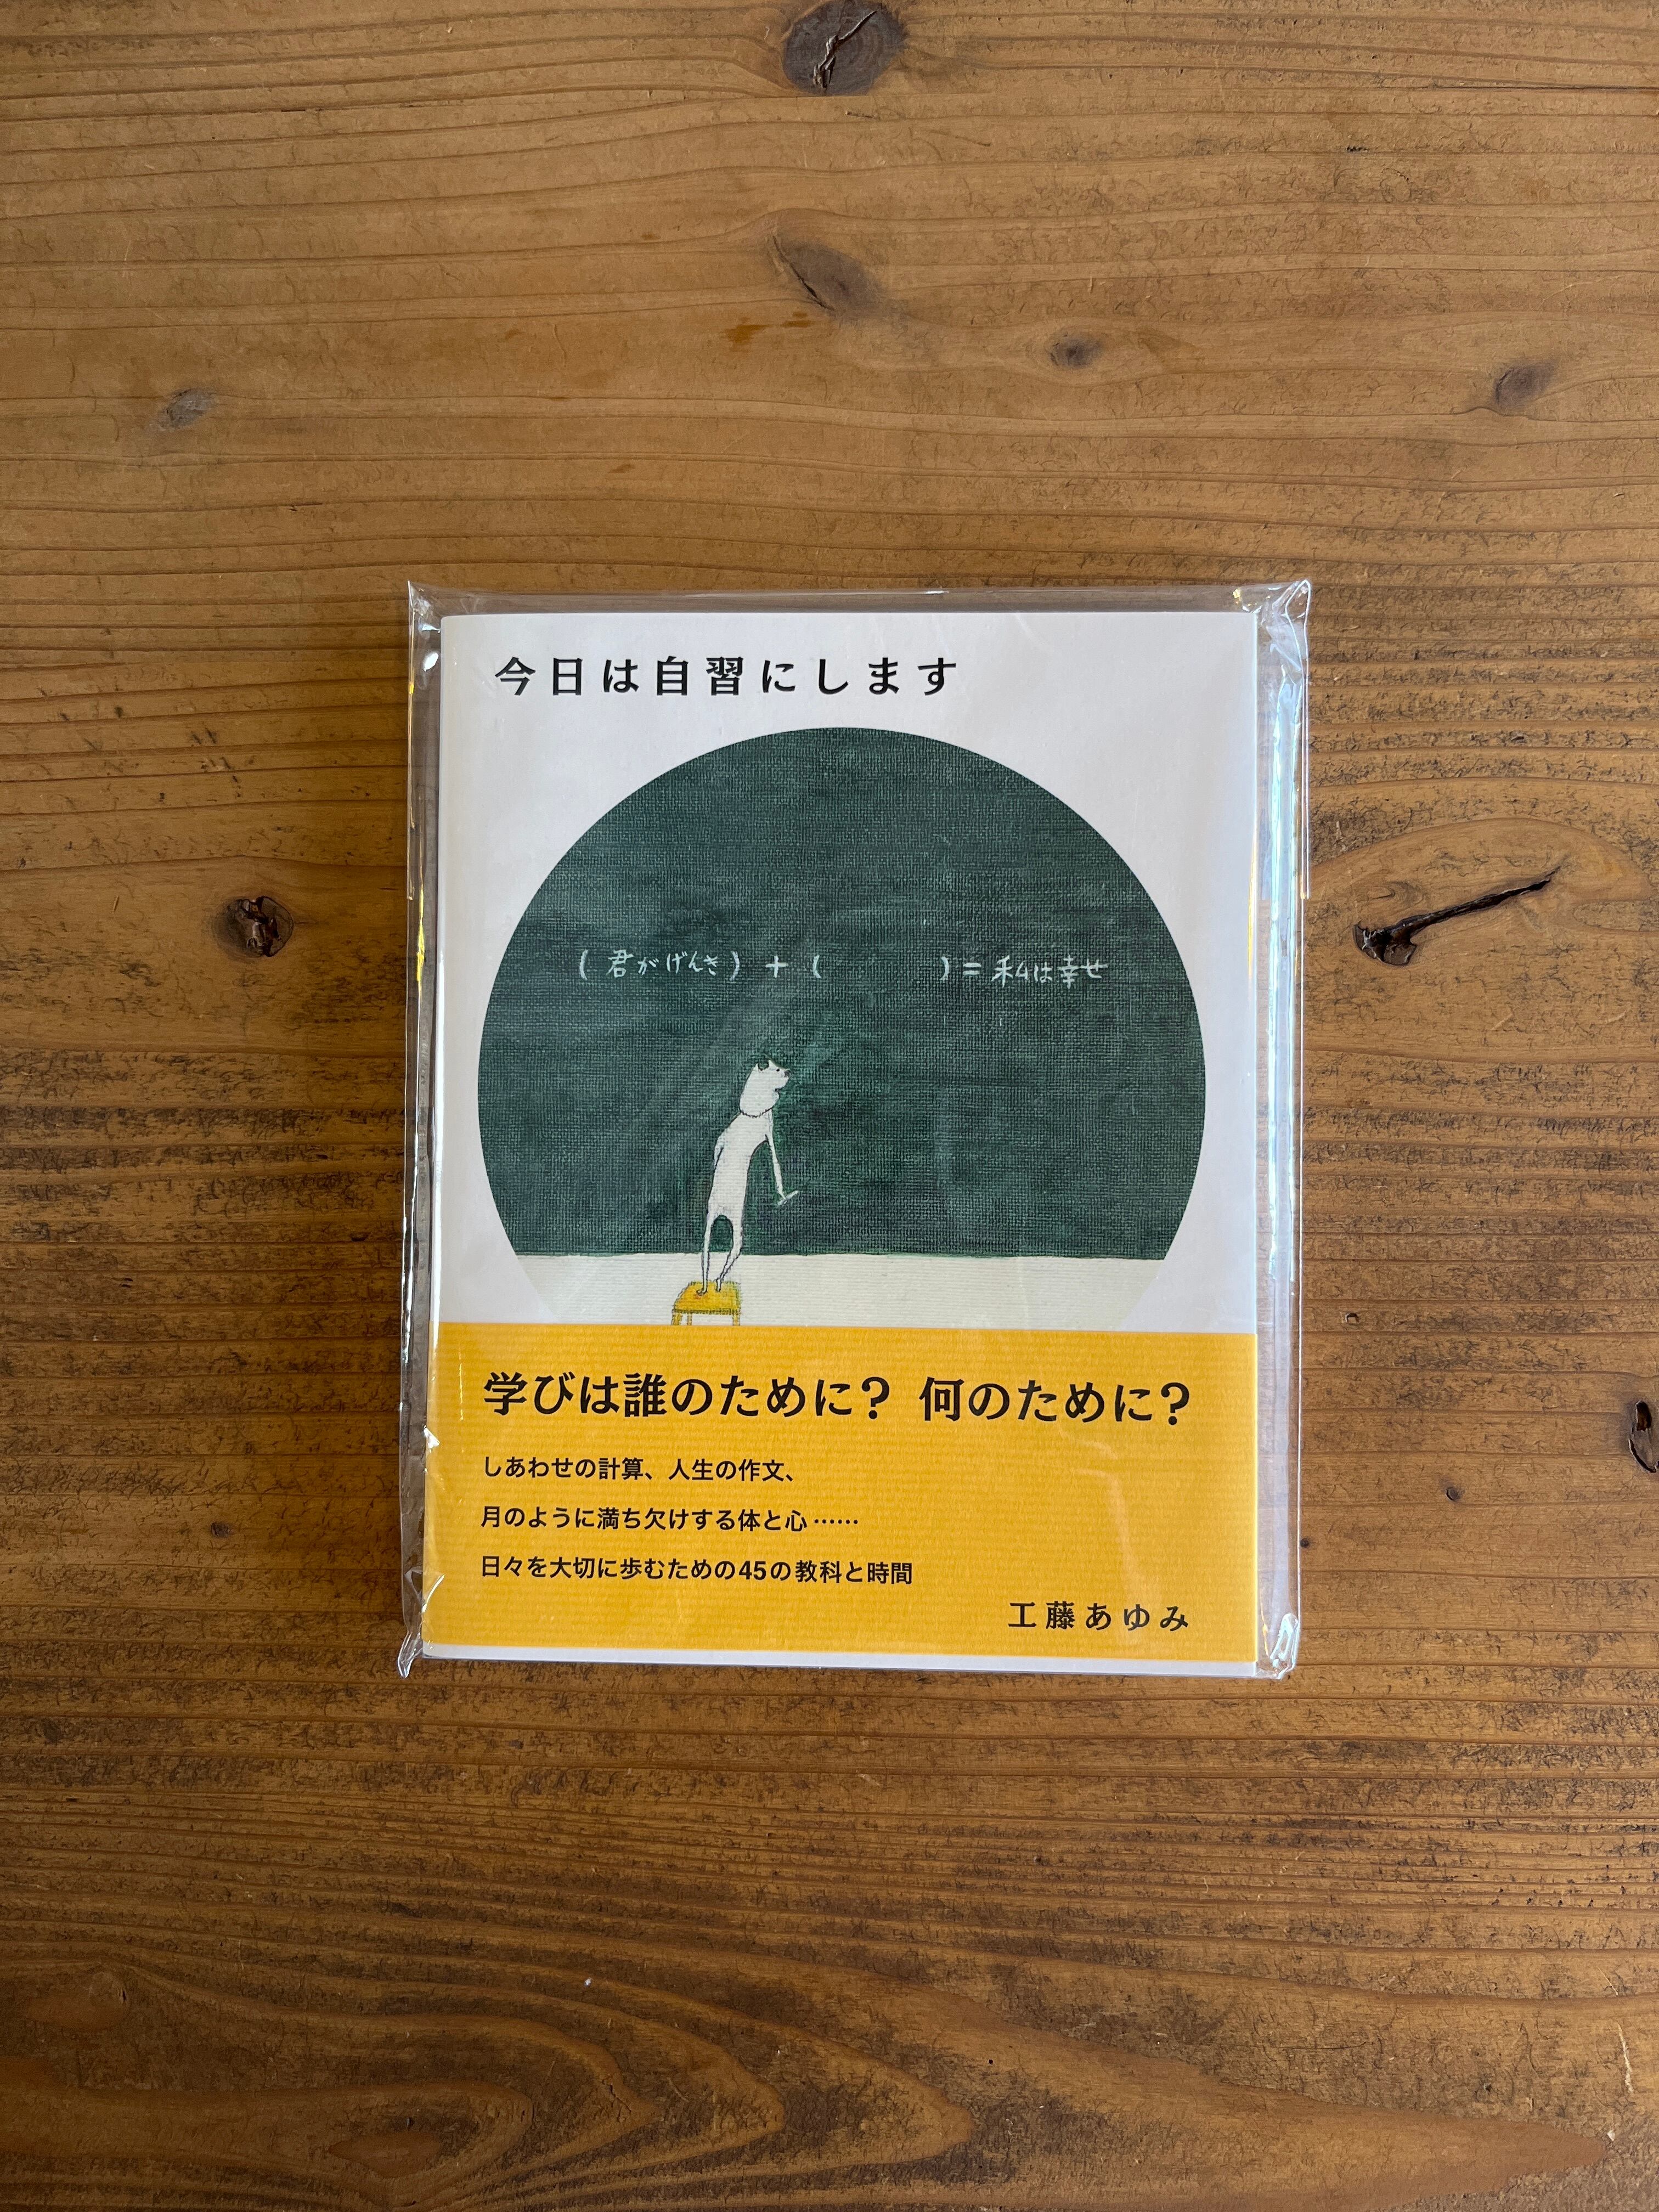 今日は自習にします
(君がげんき) + (　　　) = 私は幸せ
学びは誰のために? 何のために?
しあわせの計算、人生の作文、
月のように満ち欠けする体と心……
日々を大切に歩むための45の教科と時間
工藤あゆみ